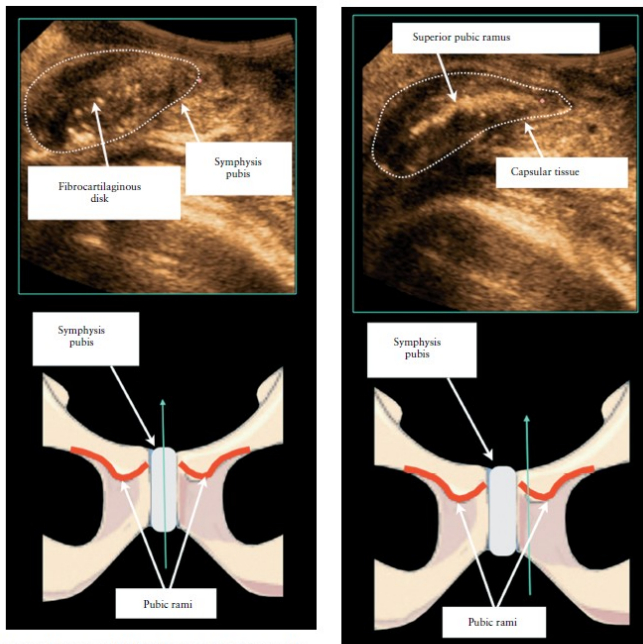 Fibrocartilaginous
disk
Symphysis
pubis
Symphysis
pubis
Pubic rami
Superior pubic ramus
Capsular tissue
Symphysis
pubis
Pubic rami